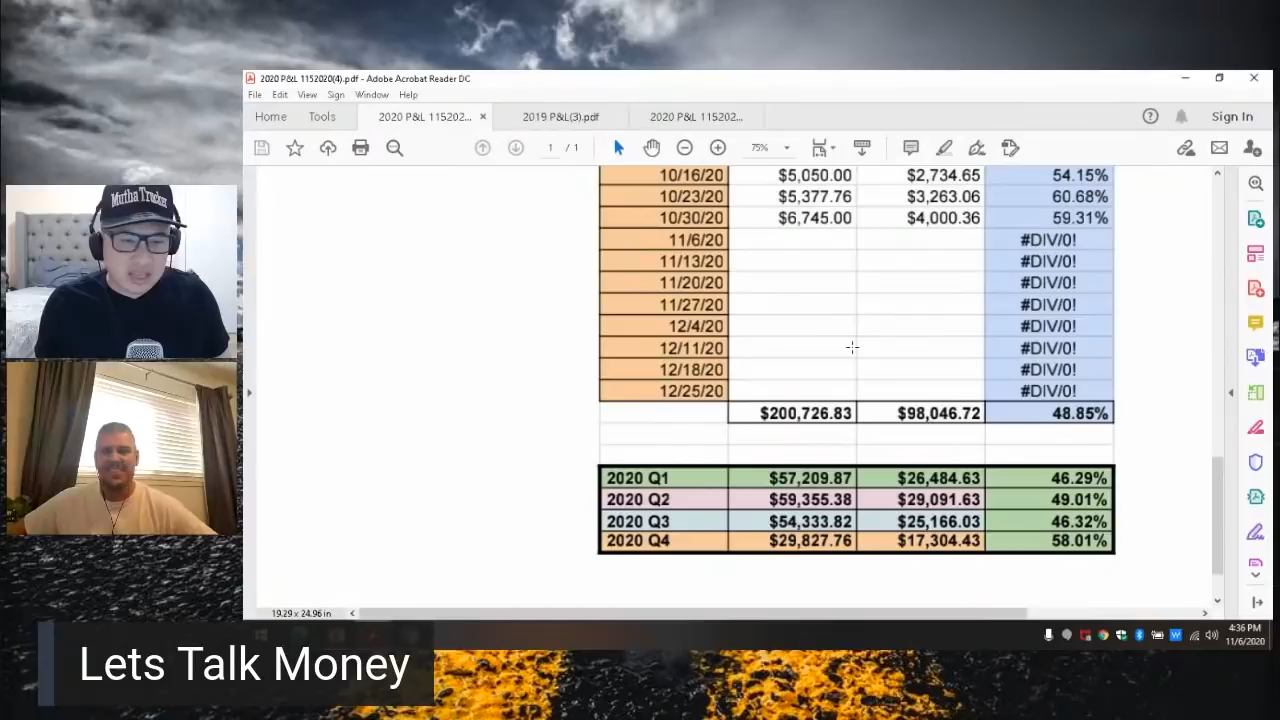 2020 P&L 1152020(4).pdf - Adobe Acrobat Reader DC
File Edit View Sign Window Help
Home Tools 2020 P&L 115202... × 2019 P&L(3).pdf 2020 P&L 115202... Sign In
1 / 1 75%
10/16/20 $5,050.00 $2,734.65 54.15%
10/23/20 $5,377.76 $3,263.06 60.68%
10/30/20 $6,745.00 $4,000.36 59.31%
11/6/20 #DIV/0!
11/13/20 #DIV/0!
11/20/20 #DIV/0!
11/27/20 #DIV/0!
12/4/20 #DIV/0!
12/11/20 #DIV/0!
12/18/20 #DIV/0!
12/25/20 #DIV/0!
$200,726.83 $98,046.72 48.85%
2020 Q1 $57,209.87 $26,484.63 46.29%
2020 Q2 $59,355.38 $29,091.63 49.01%
2020 Q3 $54,333.82 $25,166.03 46.32%
2020 Q4 $29,827.76 $17,304.43 58.01%
19.29 x 24.96 in
4:36 PM
11/6/2020
Mutha Trucker
Lets Talk Money